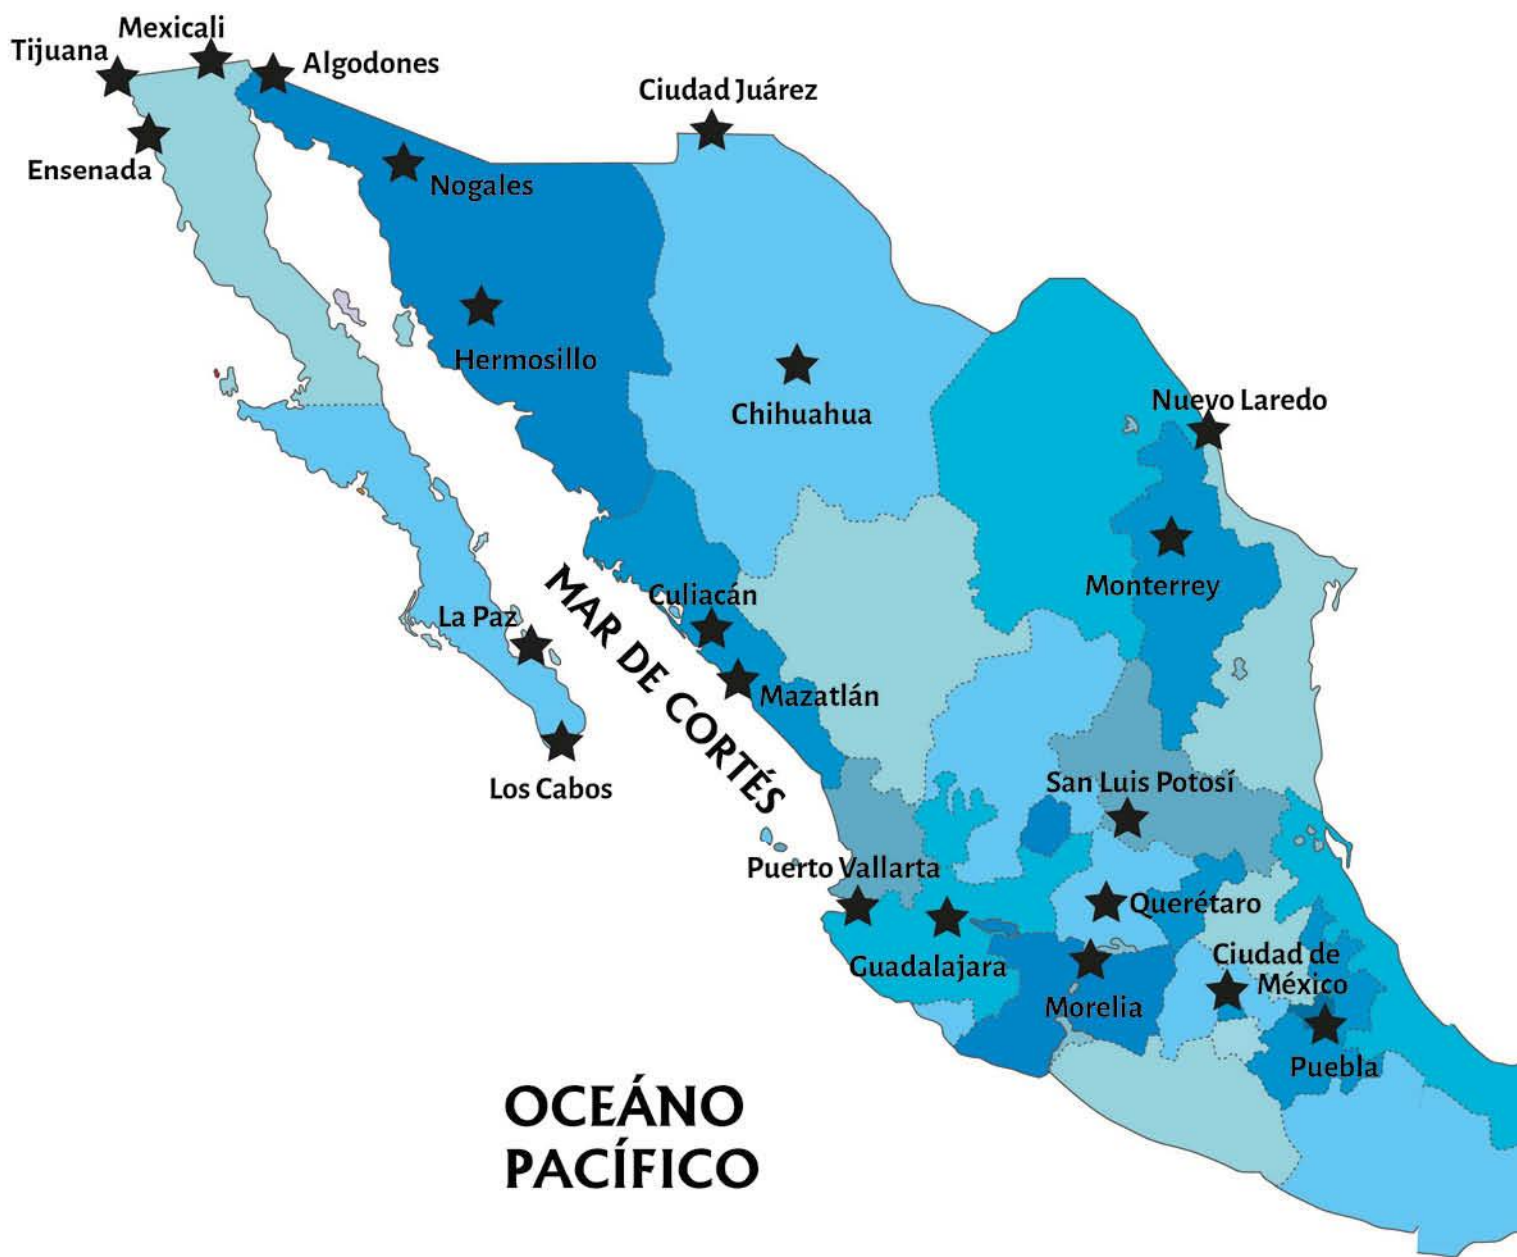 Mexicali
Tijuana
Algodones
Ciudad Juárez
Ensenada
Nogales
Hermosillo
Chihuahua
Nuevo Laredo
Monterrey
Culiacán
La Paz
MAR DE CORTÉS
Mazatlán
Los Cabos
San Luis Potosí
Puerto Vallarta
Querétaro
Guadalajara
Ciudad de
México
Morelia
Puebla
OCEÁNO
PACÍFICO